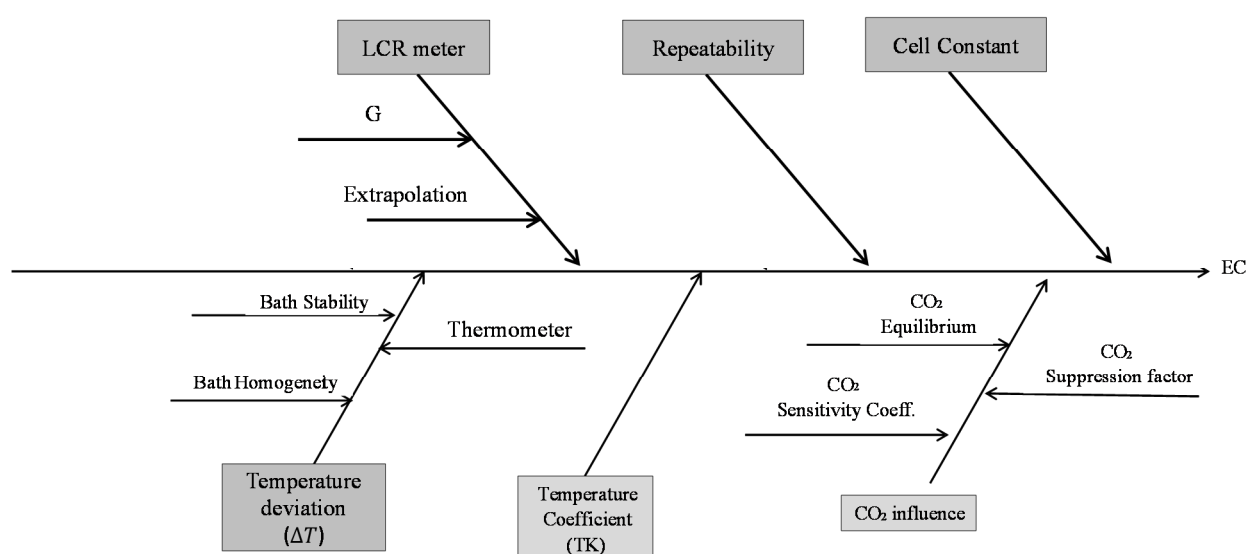 LCR meter
Repeatability
Cell Constant
G
Extrapolation
EC
Bath Stability
Thermometer
Bath Homogenety
CO₂
Equilibrium
CO₂
Suppression factor
CO₂
Sensitivity Coeff.
Temperature
deviation
(ΔT)
Temperature
Coefficient
(TK)
CO₂ influence